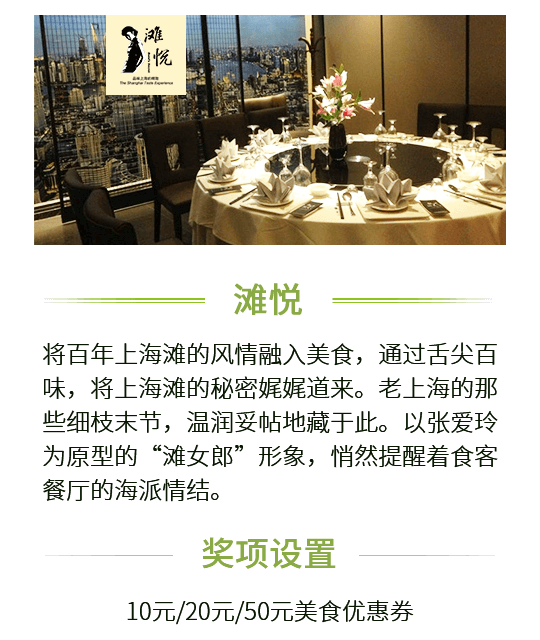 滩
悦
品味上海的情致
The Shanghai Taste Experience
滩悦
将百年上海滩的风情融入美食，通过舌尖百
味，将上海滩的秘密娓娓道来。老上海的那
些细枝末节，温润妥帖地藏于此。以张爱玲
为原型的“滩女郎”形象，悄然提醒着食客
餐厅的海派情结。
奖项设置
10元/20元/50元美食优惠券